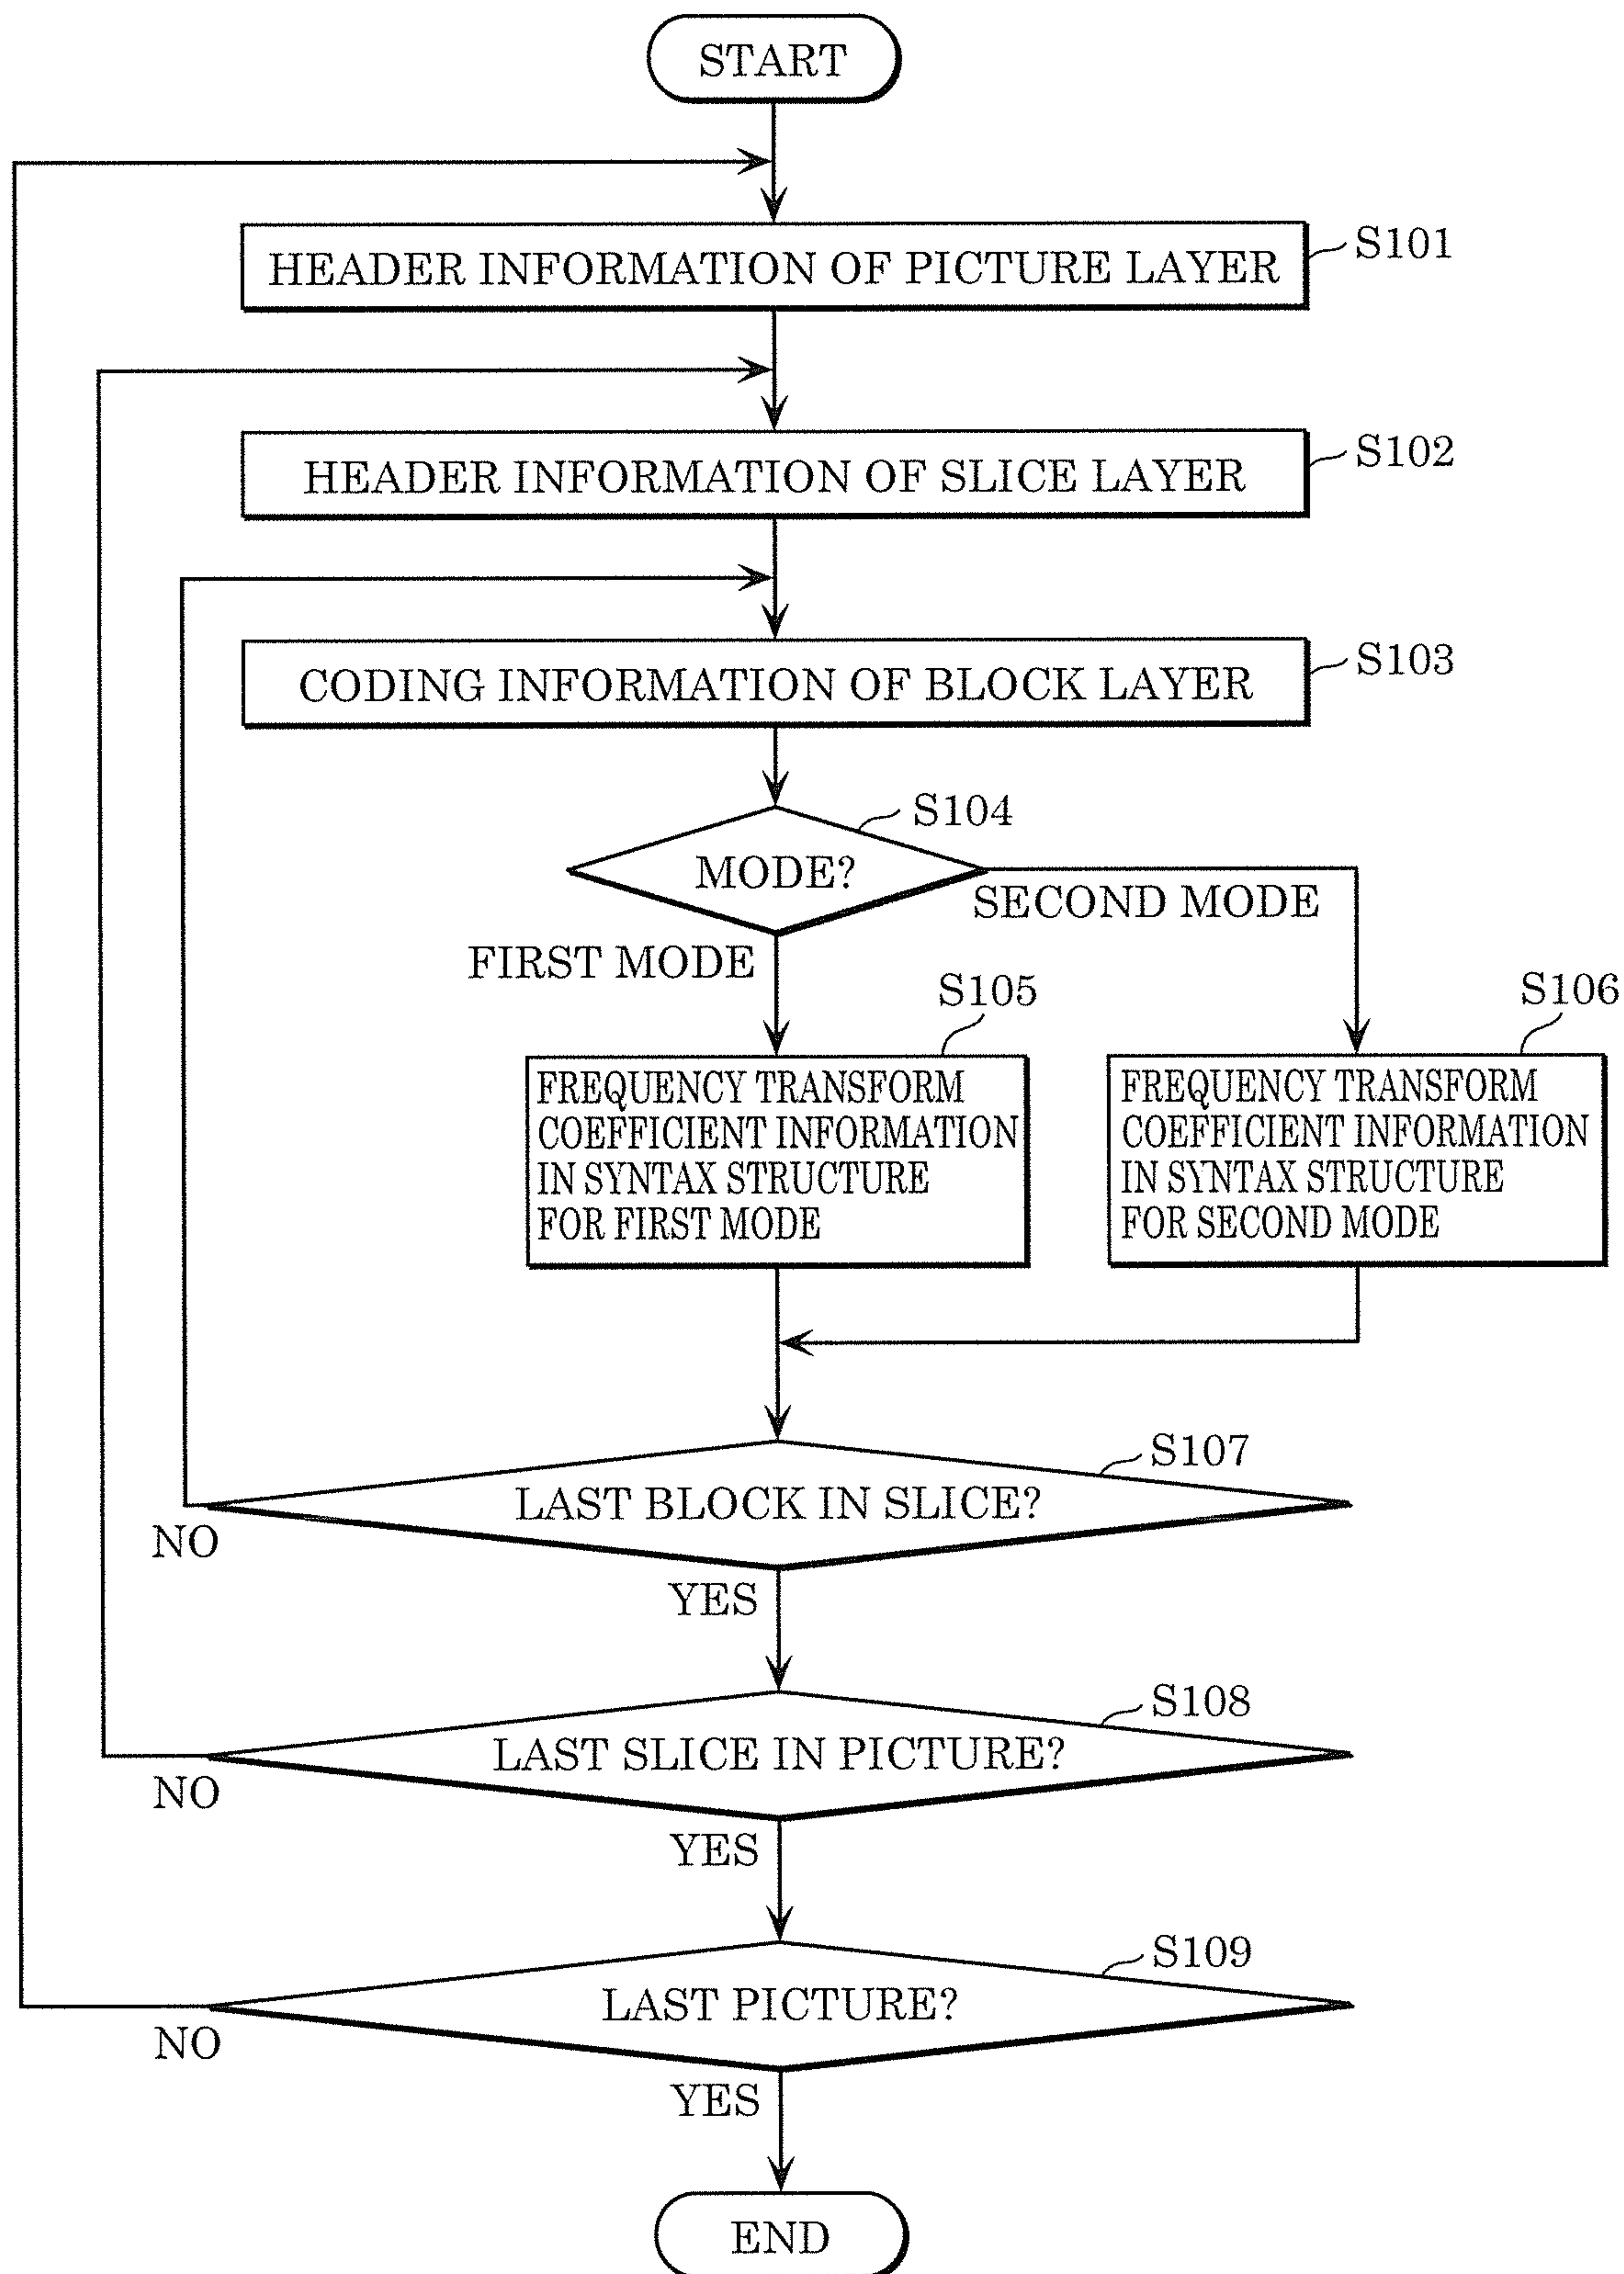 START
HEADER INFORMATION OF PICTURE LAYER
S101
HEADER INFORMATION OF SLICE LAYER
S102
CODING INFORMATION OF BLOCK LAYER
S103
S104
MODE?
SECOND MODE
FIRST MODE
S105
FREQUENCY TRANSFORM
COEFFICIENT INFORMATION
IN SYNTAX STRUCTURE
FOR FIRST MODE
S106
FREQUENCY TRANSFORM
COEFFICIENT INFORMATION
IN SYNTAX STRUCTURE
FOR SECOND MODE
S107
LAST BLOCK IN SLICE?
NO
YES
S108
LAST SLICE IN PICTURE?
NO
YES
S109
LAST PICTURE?
NO
YES
END